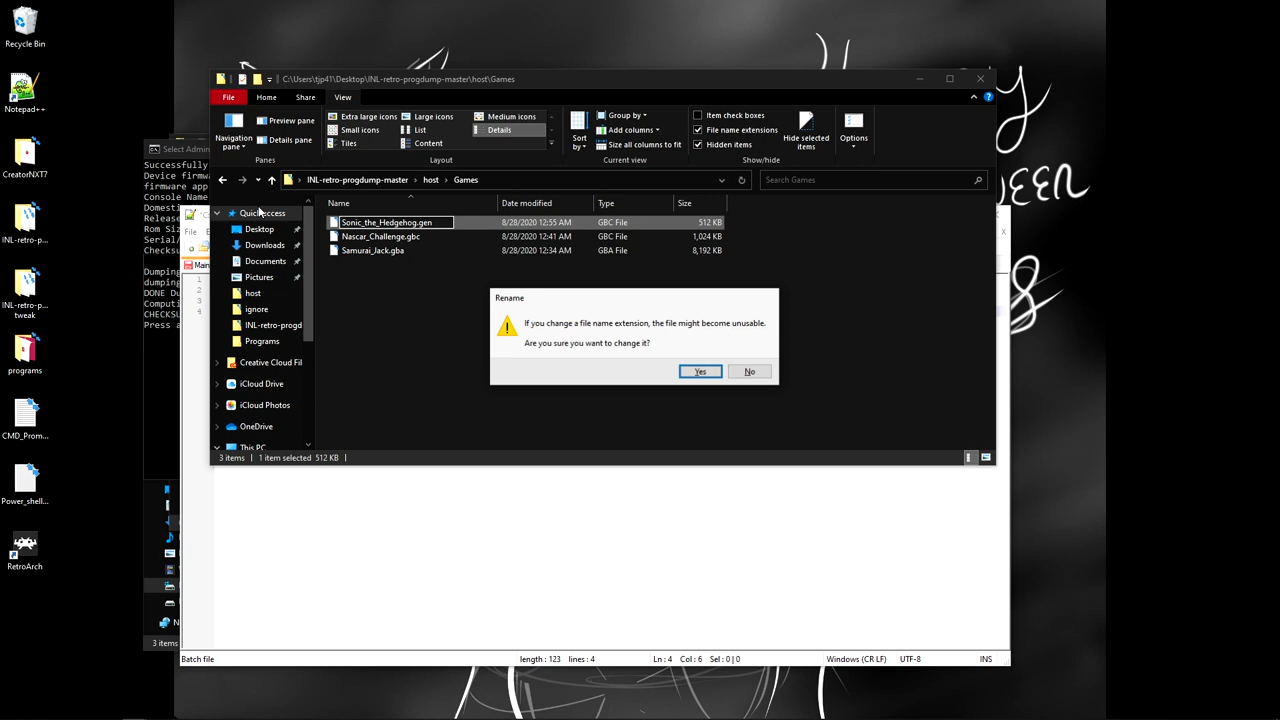 Recycle Bin
Notepad++
CreatorNXT7
INL-retro-p...
INL-retro-p...
tweak
programs
CMD_Prom...
Power_shell...
RetroArch
Select Admin
Successfully
Device firmw
firmware app
Console Name
Domest
Release
Rom Siz
Serial/
Checksu
Dumping
dumping
DONE Du
Computi
CHECKSU
Press a
3 items
C:\Users\tjp41\Desktop\INL-retro-progdump-master\host\Games
File
Home
Share
View
Navigation
pane
Preview pane
Details pane
Panes
Extra large icons
Large icons
Medium icons
Small icons
List
Details
Tiles
Content
Layout
Sort
by
Group by
Add columns
Size all columns to fit
Current view
Item check boxes
File name extensions
Hidden items
Hide selected
items
Show/hide
Options
INL-retro-progdump-master
host
Games
Search Games
Quick access
Desktop
Downloads
Documents
Pictures
host
ignore
INL-retro-progd
Programs
Creative Cloud Fil
iCloud Drive
iCloud Photos
OneDrive
This PC
Name
Date modified
Type
Size
Sonic_the_Hedgehog.gen
8/28/2020 12:55 AM
GBC File
512 KB
Nascar_Challenge.gbc
8/28/2020 12:41 AM
GBC File
1,024 KB
Samurai_Jack.gba
8/28/2020 12:34 AM
GBA File
8,192 KB
3 items
1 item selected 512 KB
Rename
If you change a file name extension, the file might become unusable.
Are you sure you want to change it?
Yes
No
File
Main
1
2
3
4
Batch file
length : 123 lines : 4
Ln : 4 Col : 6 Sel : 0 | 0
Windows (CR LF)
UTF-8
INS